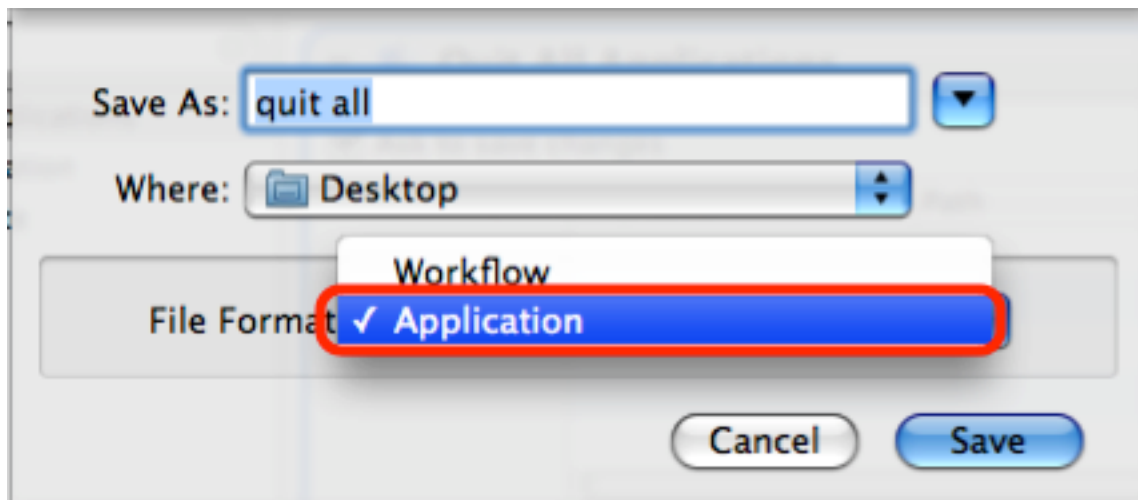 Save As: quit all
Where: Desktop
Workflow
File Format ✓ Application
Cancel Save